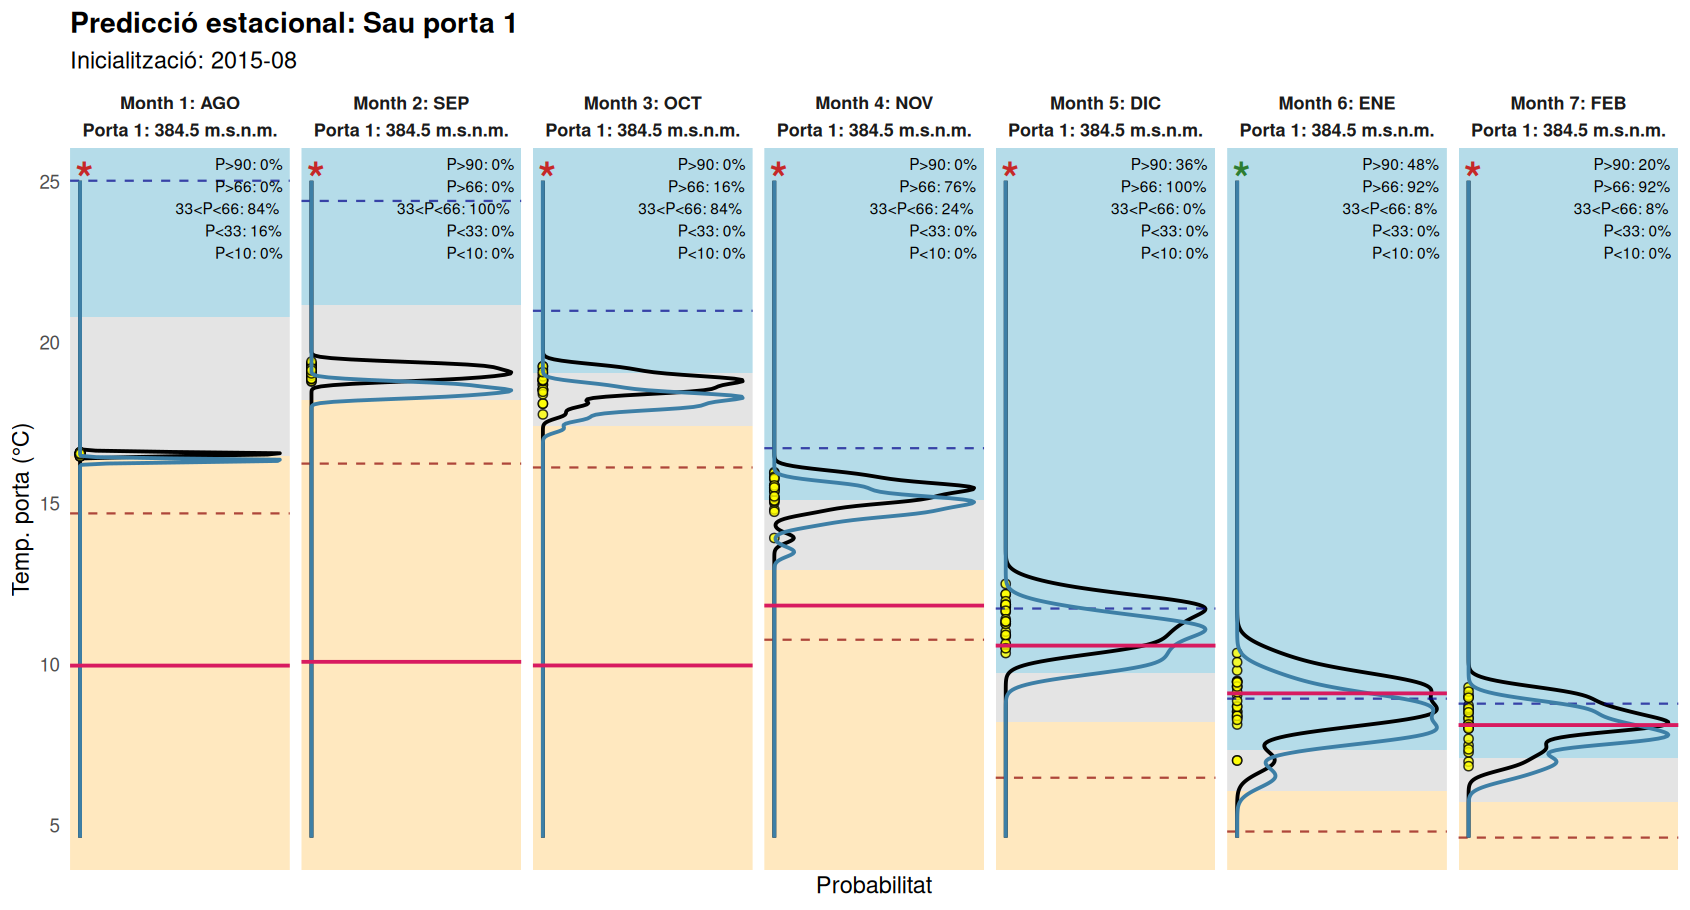 Predicció estacional: Sau porta 1
Inicialització: 2015-08
Month 1: AGO
Porta 1: 384.5 m.s.n.m.
Month 2: SEP
Porta 1: 384.5 m.s.n.m.
Month 3: OCT
Porta 1: 384.5 m.s.n.m.
Month 4: NOV
Porta 1: 384.5 m.s.n.m.
Month 5: DIC
Porta 1: 384.5 m.s.n.m.
Month 6: ENE
Porta 1: 384.5 m.s.n.m.
Month 7: FEB
Porta 1: 384.5 m.s.n.m.
*
P>90: 0%
P>66: 0%
33<P<66: 84%
P<33: 16%
P<10: 0%
*
P>90: 0%
P>66: 0%
33<P<66: 100%
P<33: 0%
P<10: 0%
*
P>90: 0%
P>66: 16%
33<P<66: 84%
P<33: 0%
P<10: 0%
*
P>90: 0%
P>66: 76%
33<P<66: 24%
P<33: 0%
P<10: 0%
*
P>90: 36%
P>66: 100%
33<P<66: 0%
P<33: 0%
P<10: 0%
*
P>90: 48%
P>66: 92%
33<P<66: 8%
P<33: 0%
P<10: 0%
*
P>90: 20%
P>66: 92%
33<P<66: 8%
P<33: 0%
P<10: 0%
25
20
15
10
5
Temp. porta (°C)
Probabilitat